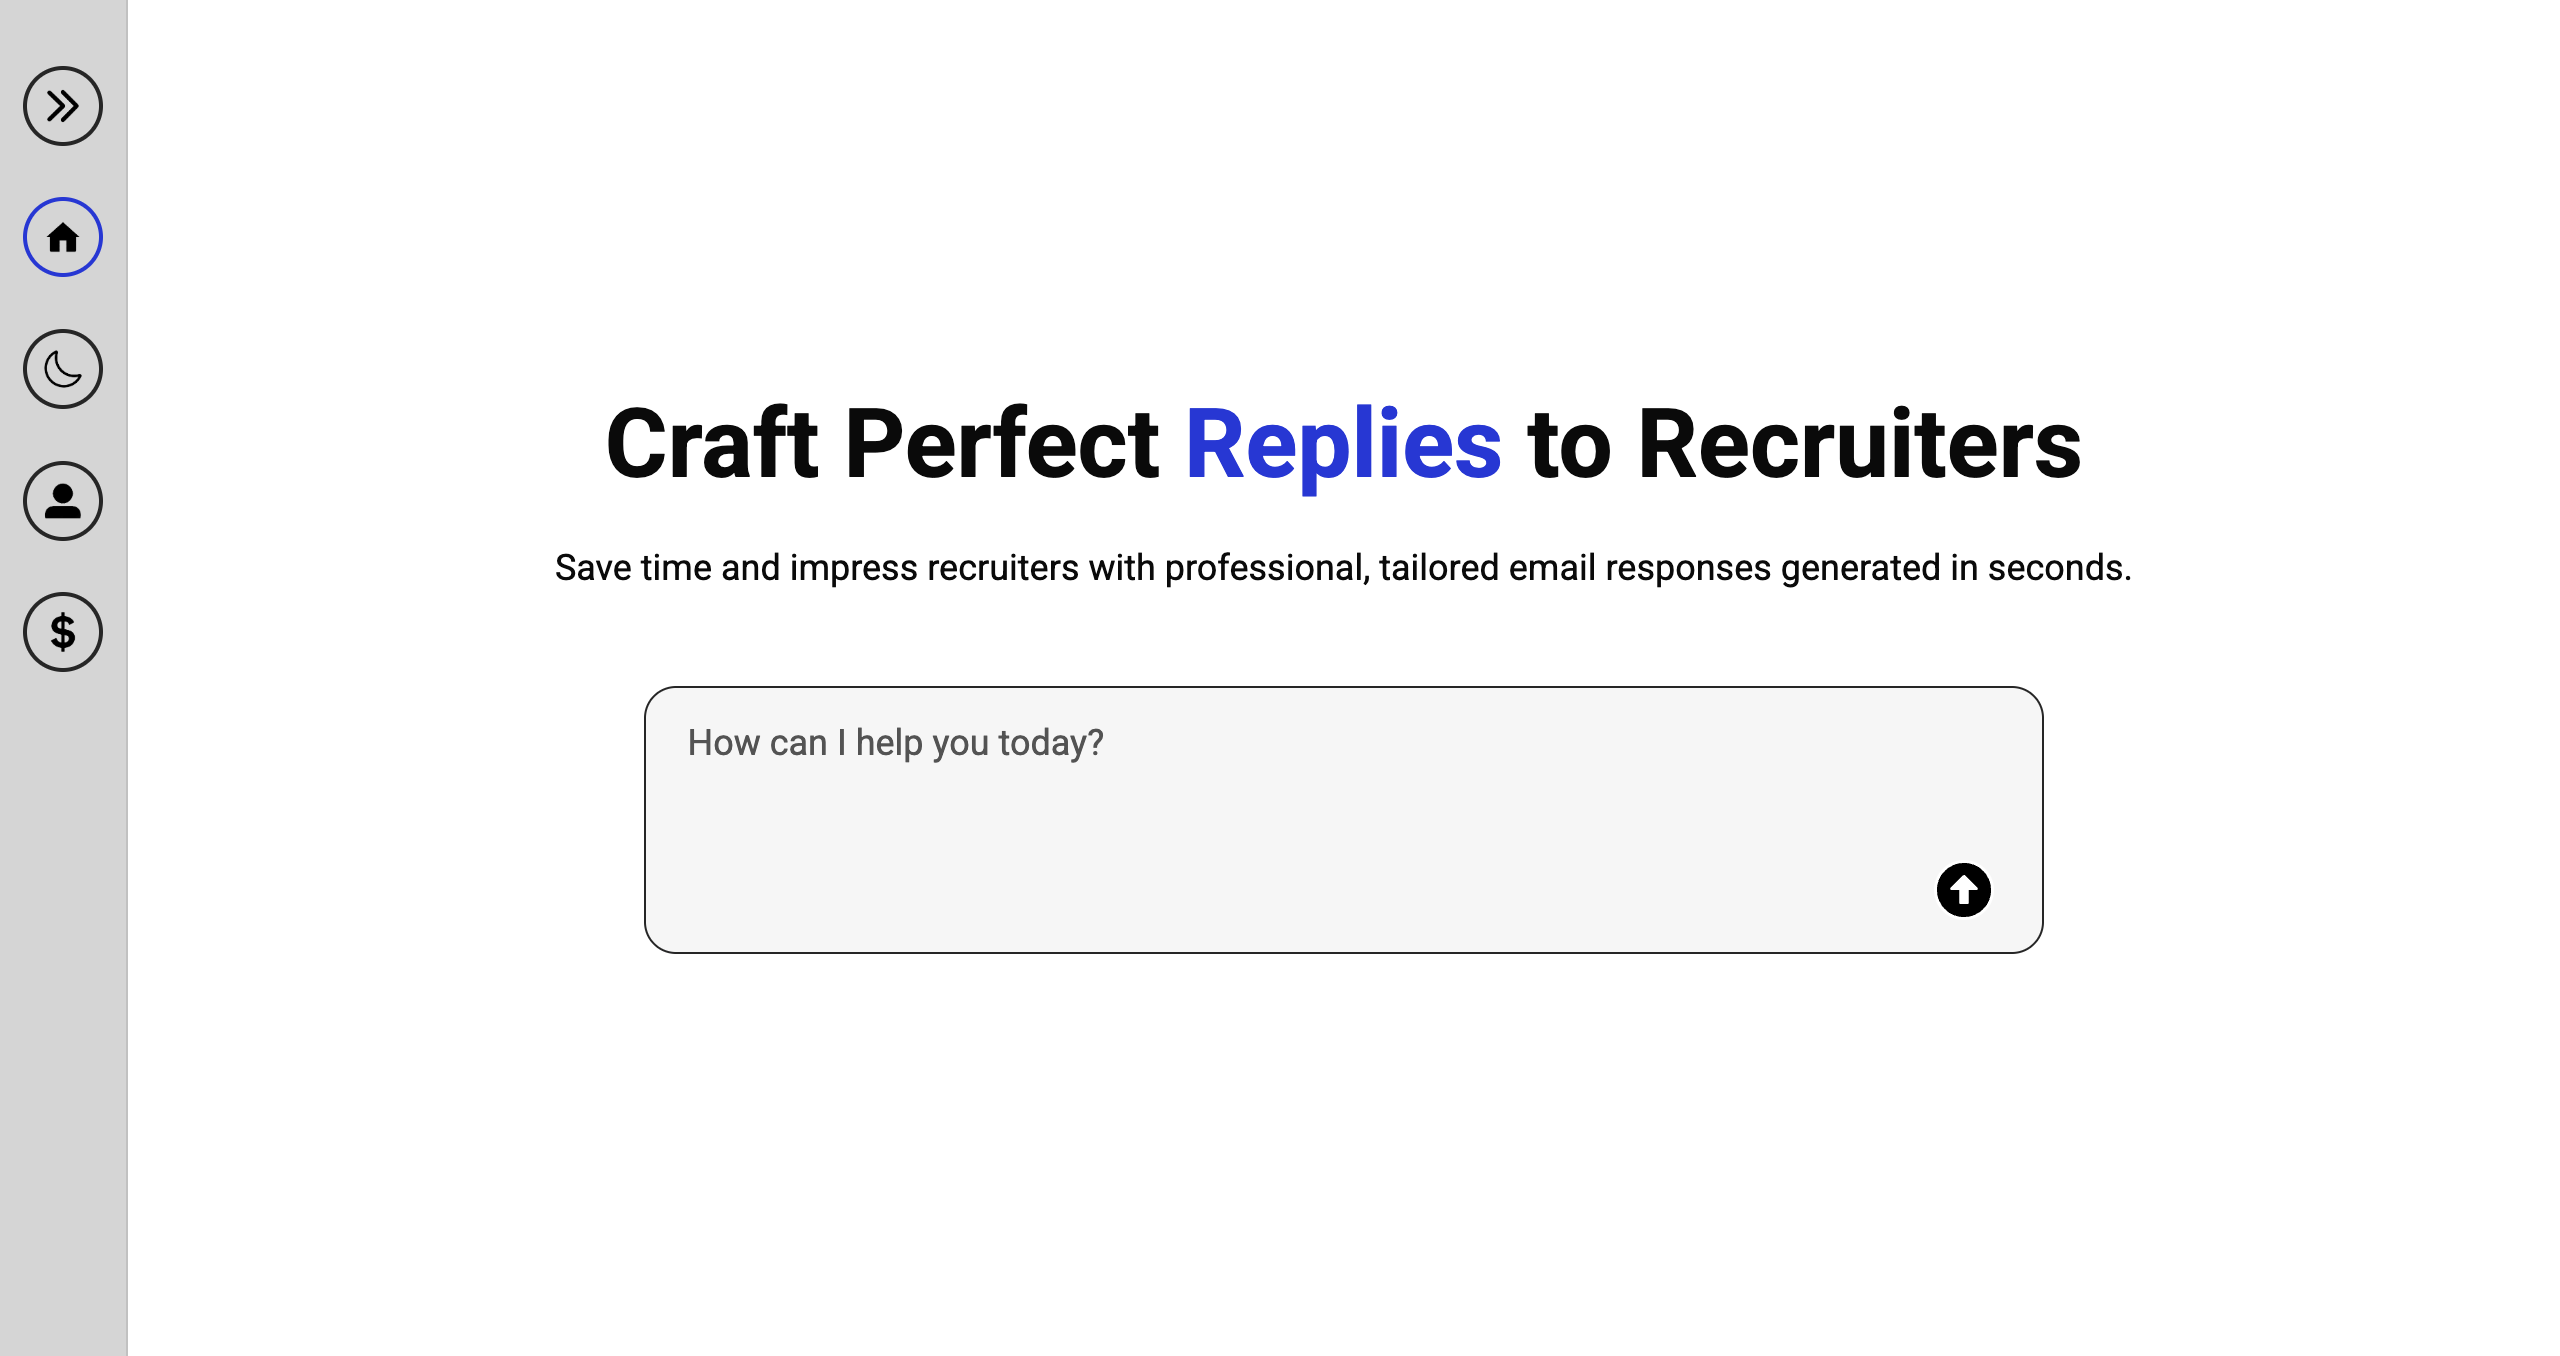 Craft Perfect Replies to Recruiters
Save time and impress recruiters with professional, tailored email responses generated in seconds.
How can I help you today?
$